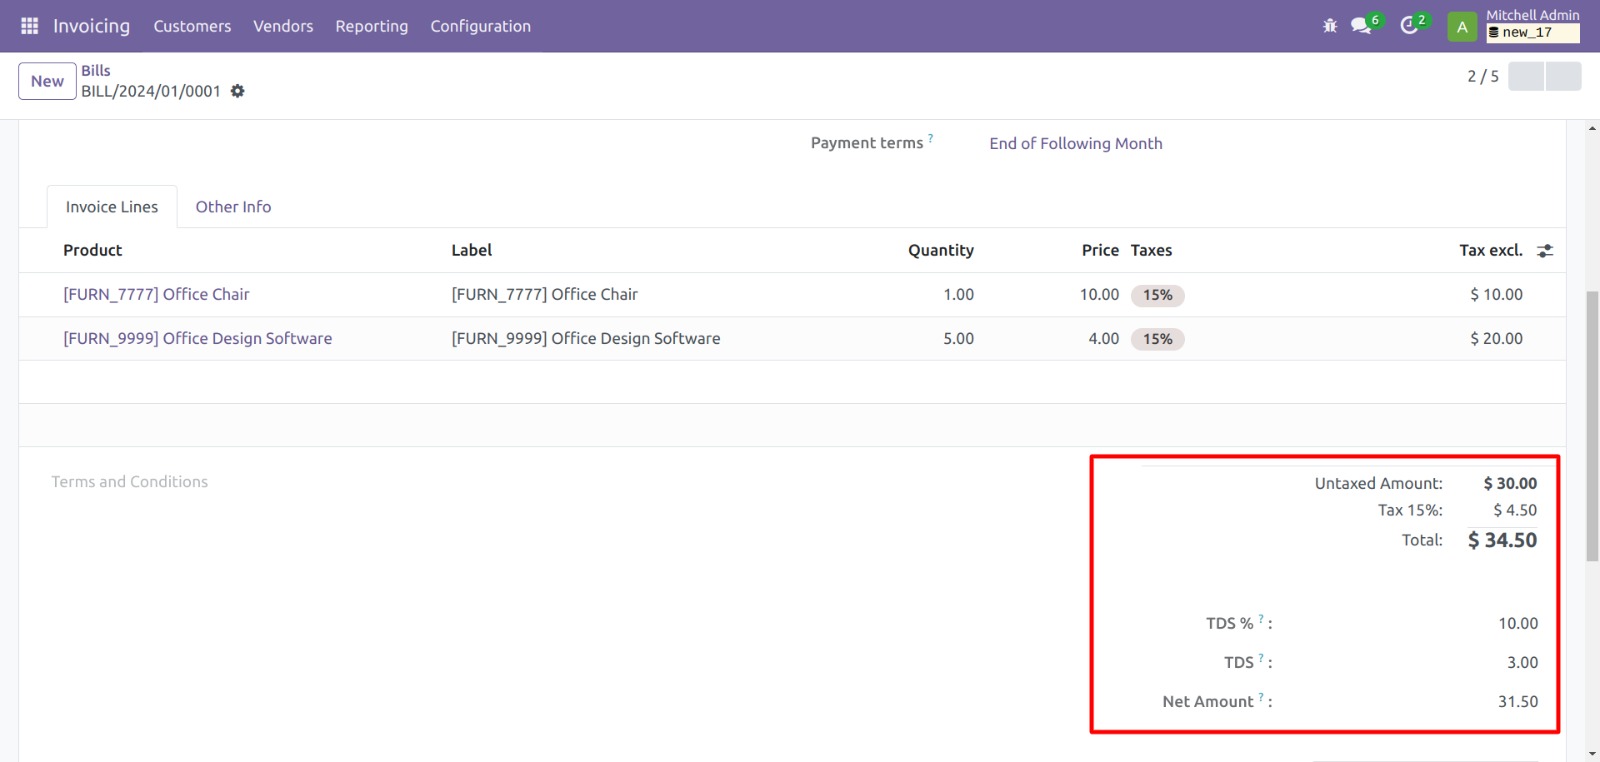 Invoicing Customers Vendors Reporting Configuration 6 2 A Mitchell Admin
new_17
New Bills
BILL/2024/01/0001 2 / 5
Payment terms ? End of Following Month
Invoice Lines Other Info
Product Label Quantity Price Taxes Tax excl.
[FURN_7777] Office Chair [FURN_7777] Office Chair 1.00 10.00 15% $ 10.00
[FURN_9999] Office Design Software [FURN_9999] Office Design Software 5.00 4.00 15% $ 20.00
Terms and Conditions
Untaxed Amount: $ 30.00
Tax 15%: $ 4.50
Total: $ 34.50
TDS % ? : 10.00
TDS ? : 3.00
Net Amount ? : 31.50